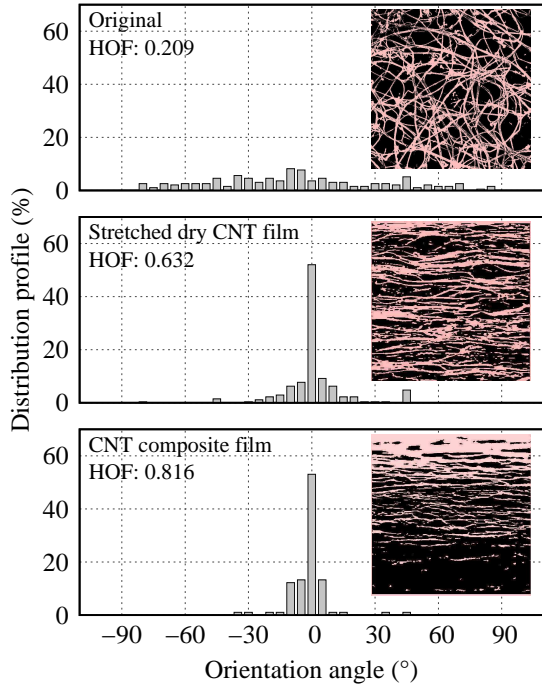 Original
HOF: 0.209
60
40
20
0
Stretched dry CNT film
HOF: 0.632
60
40
20
0
CNT composite film
HOF: 0.816
60
40
20
0
−90 −60 −30 0 30 60 90
Orientation angle (°)
Distribution profile (%)